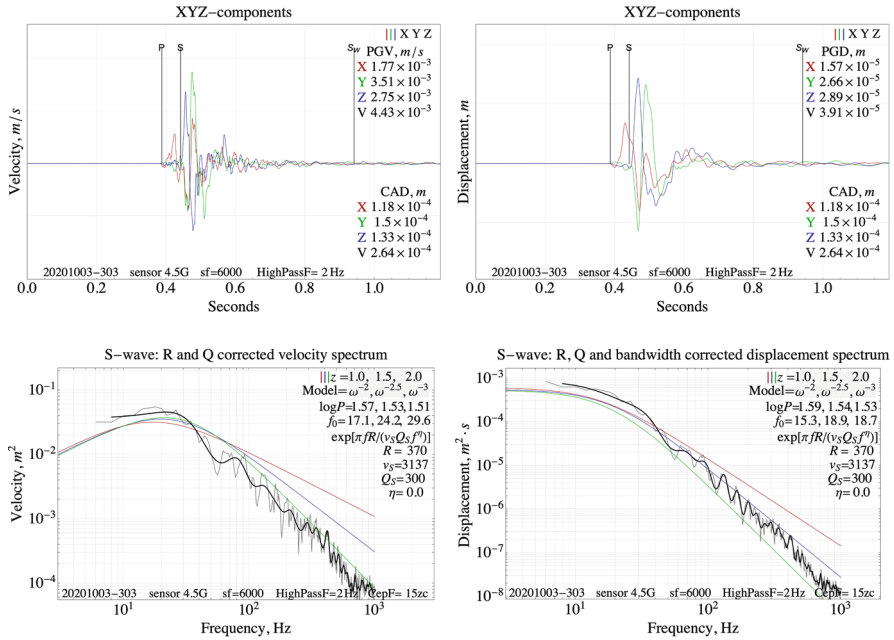 XYZ−components
X Y Z
P S Sw
PGV, m/s
X 1.77×10⁻³
Y 3.51×10⁻³
Z 2.75×10⁻³
V 4.43×10⁻³
Velocity, m/s
CAD, m
X 1.18×10⁻⁴
Y 1.5×10⁻⁴
Z 1.33×10⁻⁴
V 2.64×10⁻⁴
20201003−303 sensor 4.5G sf=6000 HighPassF= 2 Hz
0.0 0.2 0.4 0.6 0.8 1.0
Seconds
XYZ−components
X Y Z
P S Sw
PGD, m
X 1.57×10⁻⁵
Y 2.66×10⁻⁵
Z 2.89×10⁻⁵
V 3.91×10⁻⁵
Displacement, m
CAD, m
X 1.18×10⁻⁴
Y 1.5×10⁻⁴
Z 1.33×10⁻⁴
V 2.64×10⁻⁴
20201003−303 sensor 4.5G sf=6000 HighPassF= 2 Hz
0.0 0.2 0.4 0.6 0.8 1.0
Seconds
S−wave: R and Q corrected velocity spectrum
z =1.0, 1.5, 2.0
Model=ω⁻², ω⁻²·⁵, ω⁻³
logP=1.57, 1.53,1.51
f₀=17.1, 24.2, 29.6
exp[πfR/(vₛQₛf^η)]
R = 370
vₛ=3137
Qₛ=300
η= 0.0
Velocity, m²
10⁻¹
10⁻²
10⁻³
10⁻⁴
20201003−303 sensor 4.5G sf=6000 HighPassF=2Hz CepF= 15zc
10¹ 10² 10³
Frequency, Hz
S−wave: R, Q and bandwidth corrected displacement spectrum
z =1.0, 1.5, 2.0
Model=ω⁻², ω⁻²·⁵, ω⁻³
logP=1.59, 1.54,1.53
f₀=15.3, 18.9, 18.7
exp[πfR/(vₛQₛf^η)]
R = 370
vₛ=3137
Qₛ=300
η= 0.0
Displacement, m²·s
10⁻³
10⁻⁴
10⁻⁵
10⁻⁶
10⁻⁷
10⁻⁸
20201003−303 sensor 4.5G sf=6000 HighPassF=2Hz CepF= 15zc
10¹ 10² 10³
Frequency, Hz